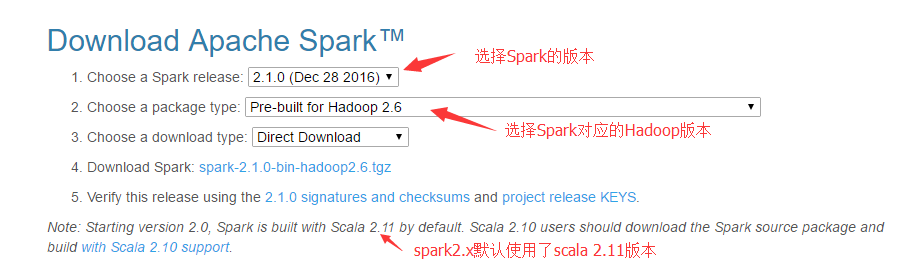 Download Apache Spark™
选择Spark的版本
1. Choose a Spark release: 2.1.0 (Dec 28 2016)
2. Choose a package type: Pre-built for Hadoop 2.6
选择Spark对应的Hadoop版本
3. Choose a download type: Direct Download
4. Download Spark: spark-2.1.0-bin-hadoop2.6.tgz
5. Verify this release using the 2.1.0 signatures and checksums and project release KEYS.
Note: Starting version 2.0, Spark is built with Scala 2.11 by default. Scala 2.10 users should download the Spark source package and
build with Scala 2.10 support.
spark2.x默认使用了scala 2.11版本